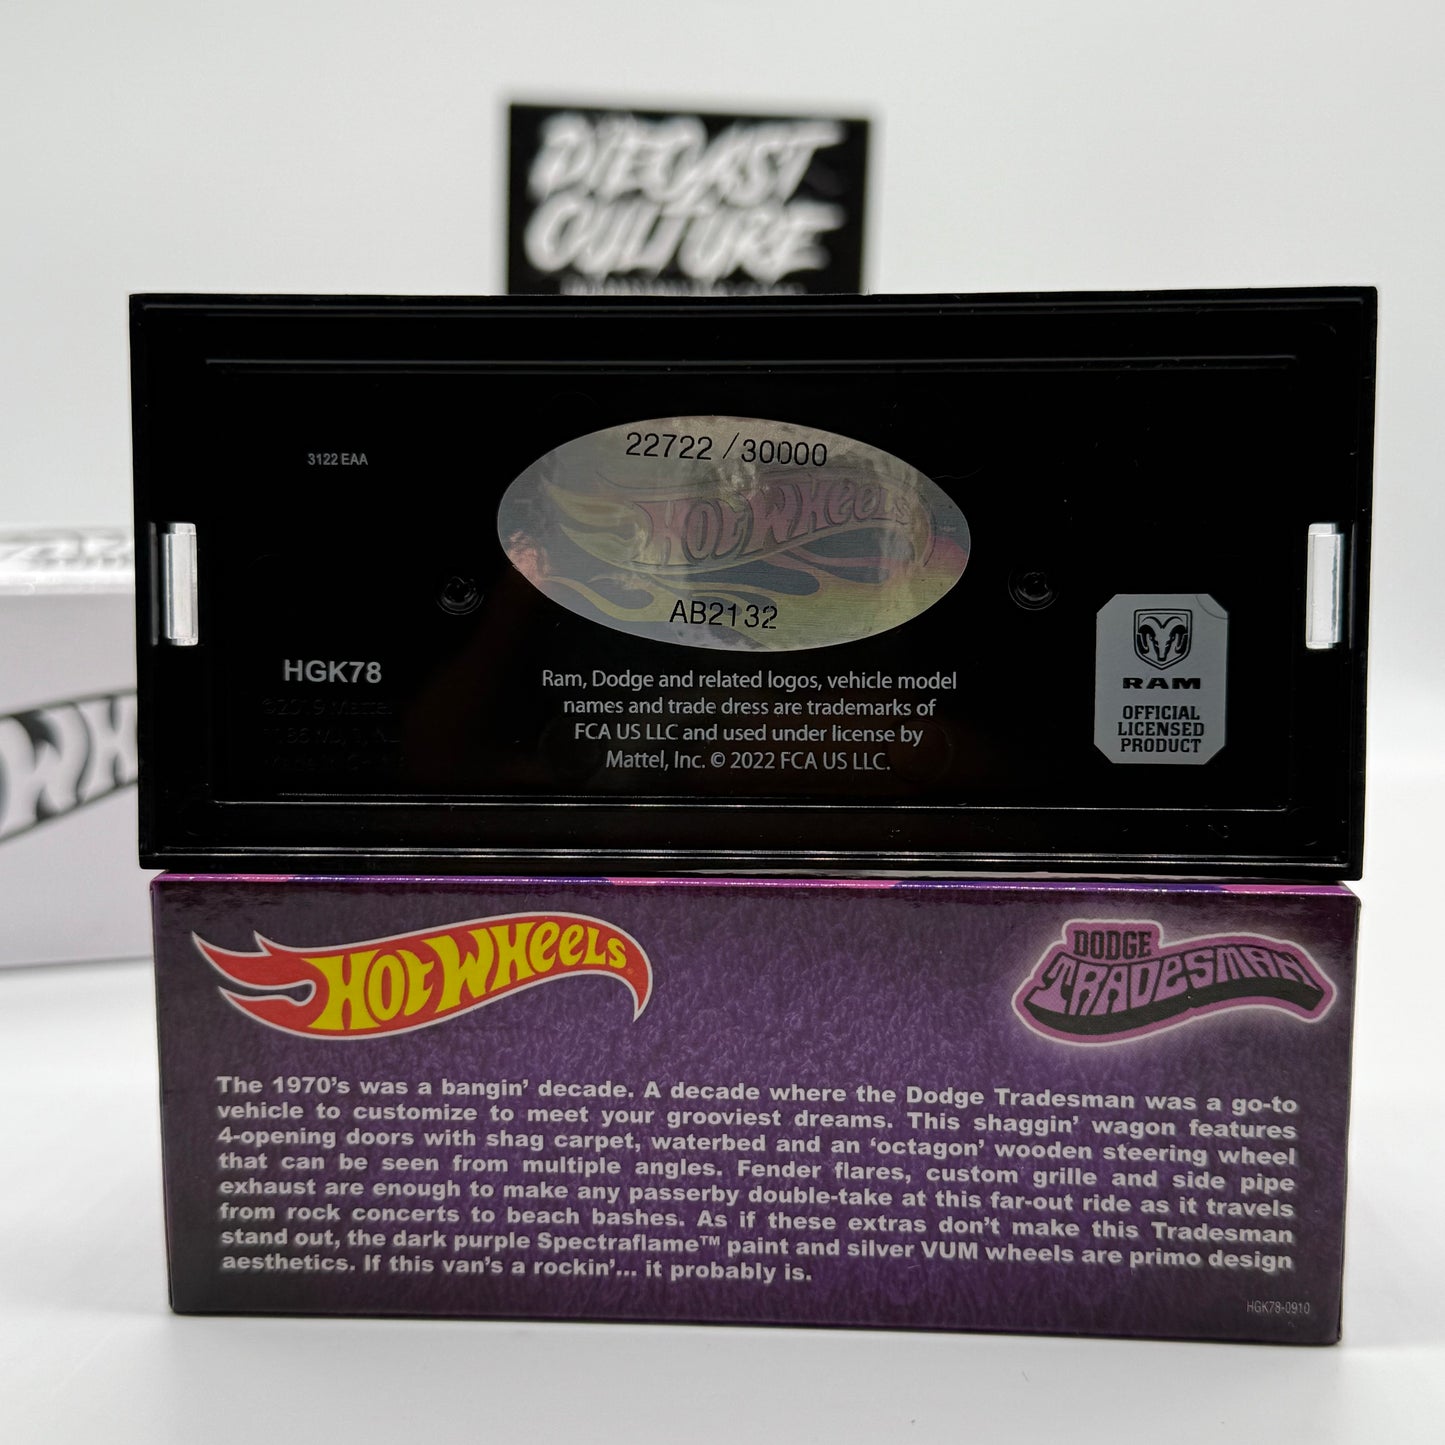 DIECAST
CULTURE
22722 / 30000
3122 EAA
HOT WHEELS
AB2132
HGK78
©2019 Mattel
Ram, Dodge and related logos, vehicle model
names and trade dress are trademarks of
FCA US LLC and used under license by
Mattel, Inc. © 2022 FCA US LLC.
RAM
OFFICIAL
LICENSED
PRODUCT
HOT WHEELS
DODGE
TRADESMAN
The 1970's was a bangin' decade. A decade where the Dodge Tradesman was a go-to
vehicle to customize to meet your grooviest dreams. This shaggin' wagon features
4-opening doors with shag carpet, waterbed and an ‘octagon’ wooden steering wheel
that can be seen from multiple angles. Fender flares, custom grille and side pipe
exhaust are enough to make any passerby double-take at this far-out ride as it travels
from rock concerts to beach bashes. As if these extras don't make this Tradesman
stand out, the dark purple Spectraflame™ paint and silver VUM wheels are primo design
aesthetics. If this van's a rockin'... it probably is.
HGK78-0910